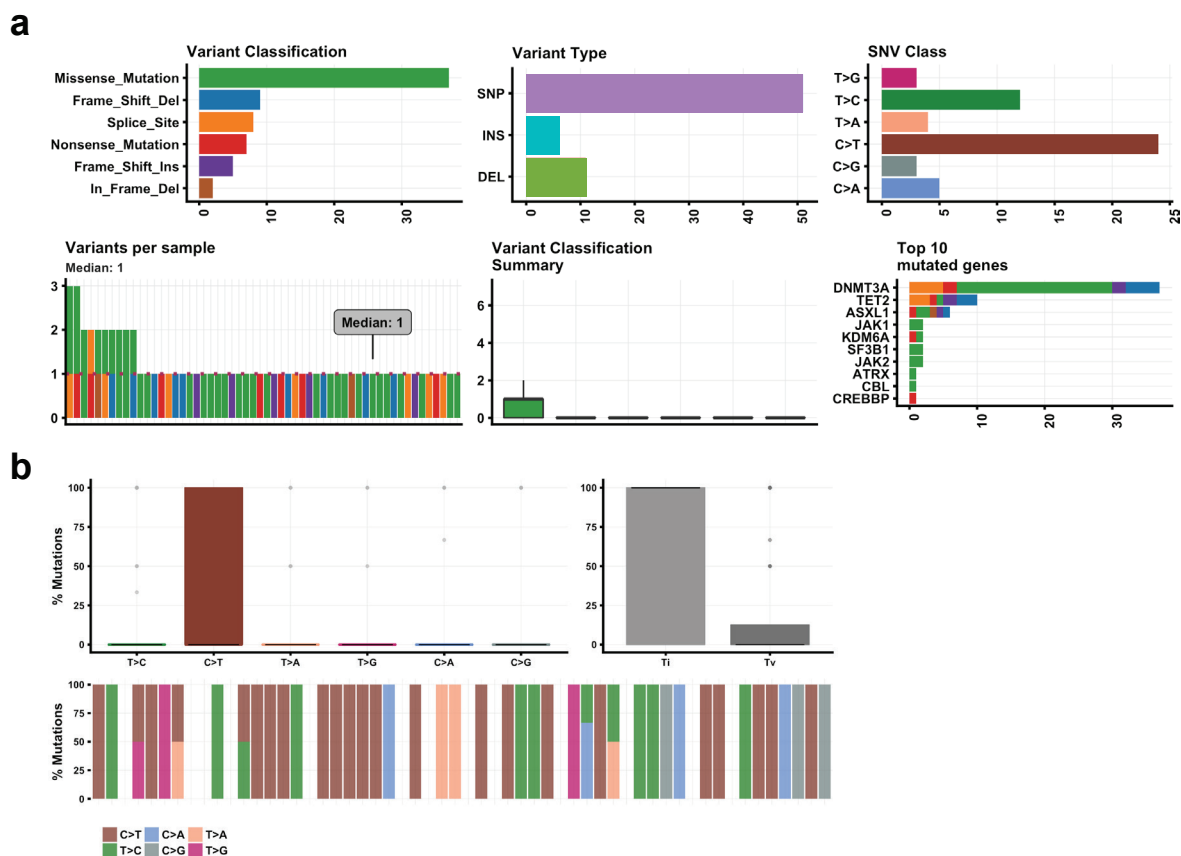 a
Variant Classification
Missense_Mutation
Frame_Shift_Del
Splice_Site
Nonsense_Mutation
Frame_Shift_Ins
In_Frame_Del
0 10 20 30
Variant Type
SNP
INS
DEL
0 10 20 30 40 50
SNV Class
T>G
T>C
T>A
C>T
C>G
C>A
0 5 10 15 20 25
Variants per sample
Median: 1
3
2
1
0
Median: 1
Variant Classification
Summary
6
4
2
0
Top 10
mutated genes
DNMT3A
TET2
ASXL1
JAK1
KDM6A
SF3B1
JAK2
ATRX
CBL
CREBBP
0 10 20 30
b
% Mutations
100
75
50
25
0
T>C C>T T>A T>G C>A C>G
100
75
50
25
0
Ti Tv
% Mutations
100
75
50
25
0
C>T C>A T>A
T>C C>G T>G